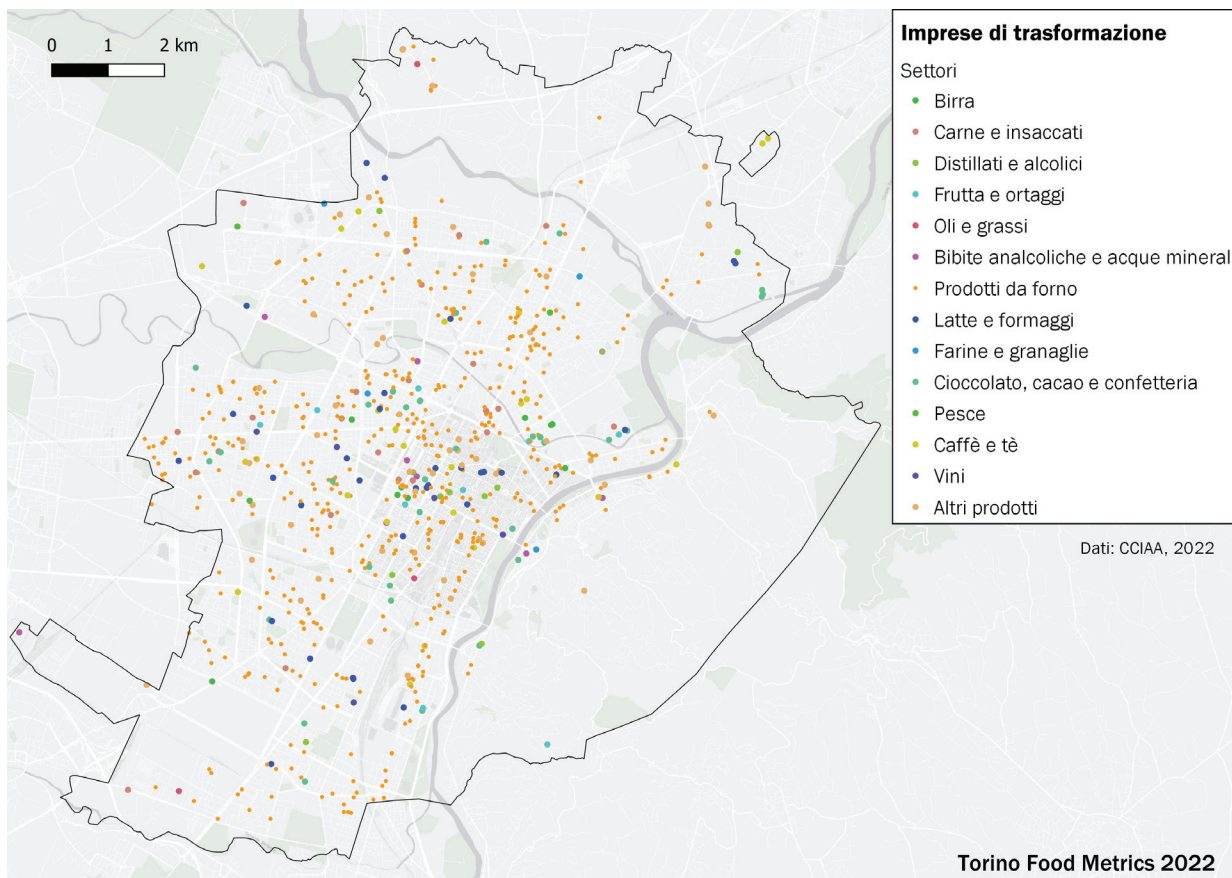 0 1 2 km
Imprese di trasformazione
Settori
Birra
Carne e insaccati
Distillati e alcolici
Frutta e ortaggi
Oli e grassi
Bibite analcoliche e acque mineral
Prodotti da forno
Latte e formaggi
Farine e granaglie
Cioccolato, cacao e confetteria
Pesce
Caffè e tè
Vini
Altri prodotti
Dati: CCIAA, 2022
Torino Food Metrics 2022